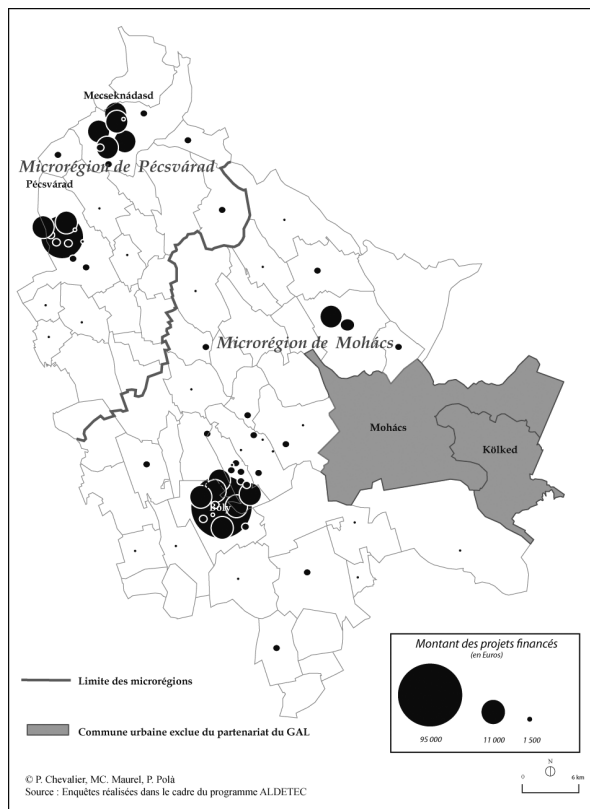 Mecseknádasd
Microrégion de Pécsvárad
Pécsvárad
Microrégion de Mohács
Mohács
Kölked
Bóly
Montant des projets financés
(en Euros)
95 000
11 000
1 500
Limite des microrégions
Commune urbaine exclue du partenariat du GAL
N
0
6 km
© P. Chevalier, MC. Maurel, P. Polà
Source : Enquêtes réalisées dans le cadre du programme ALDETEC